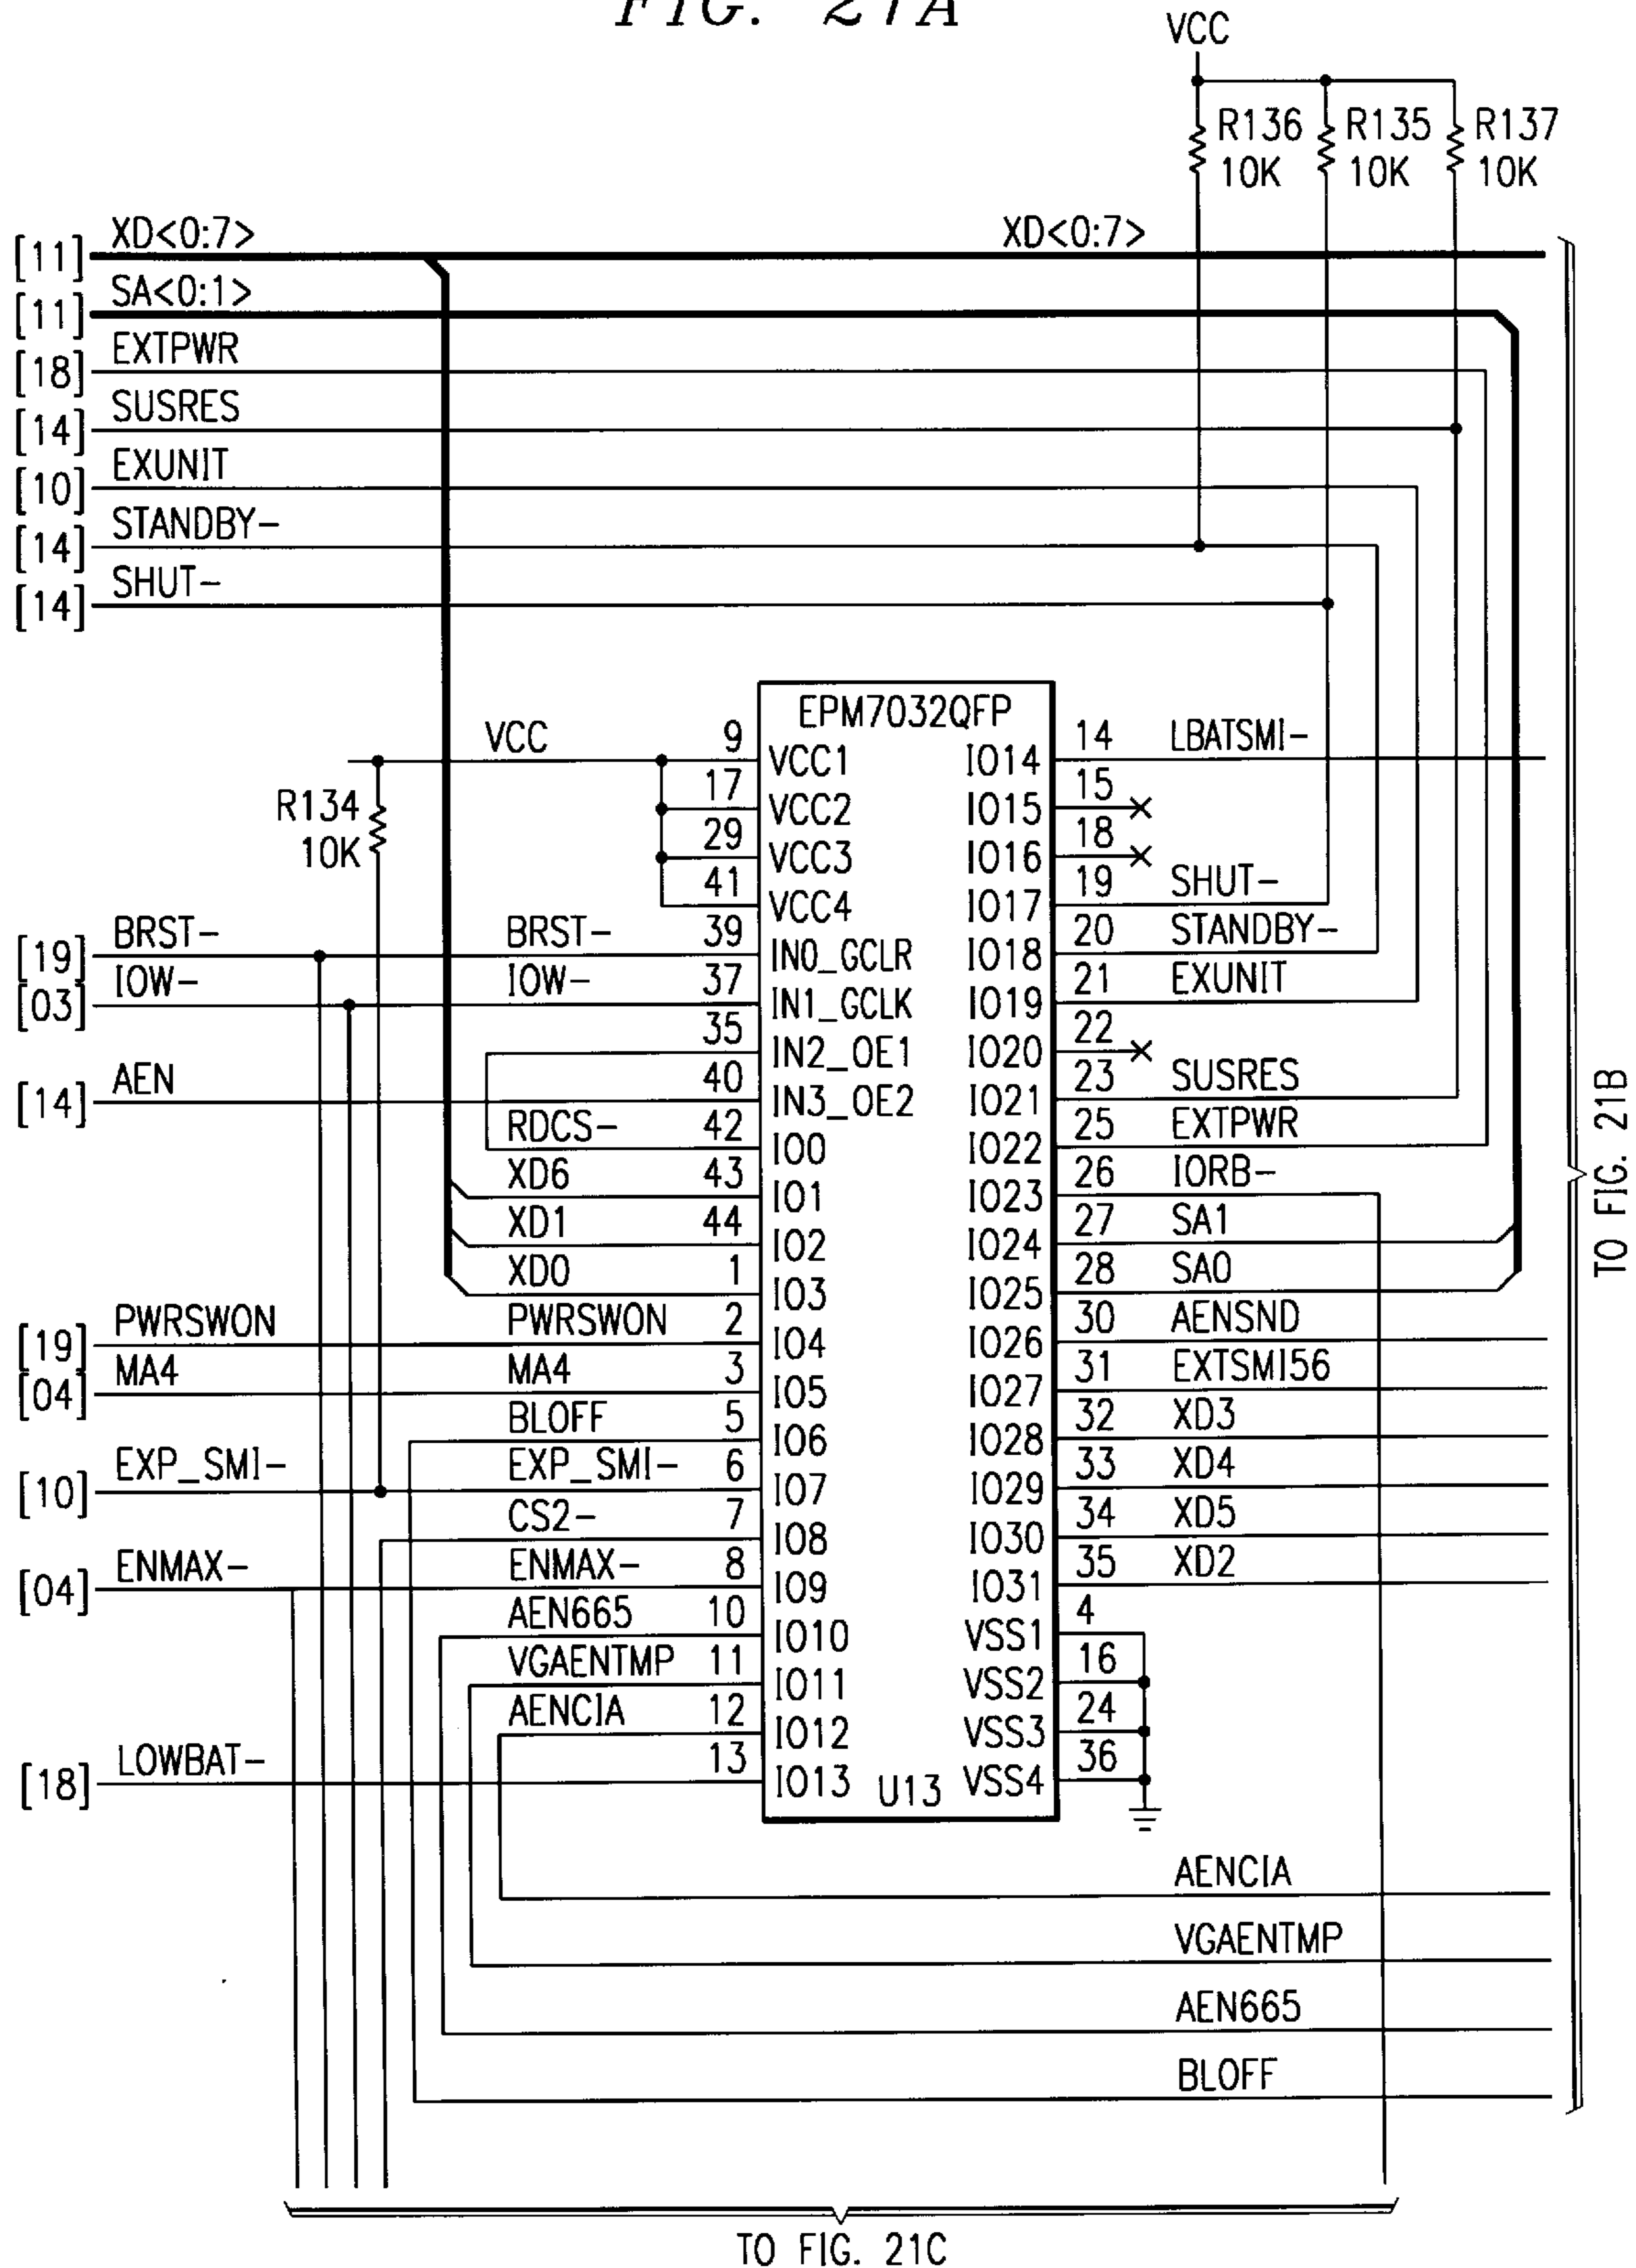 FIG. 21A
VCC
R136 10K
R135 10K
R137 10K
[11] XD<0:7> XD<0:7>
[11] SA<0:1>
[18] EXTPWR
[14] SUSRES
[10] EXUNIT
[14] STANDBY-
[14] SHUT-
EPM7032QFP
VCC 9 VCC1 IO14 14 LBATSMI-
R134 10K
17 VCC2 IO15 15
29 VCC3 IO16 18
41 VCC4 IO17 19 SHUT-
[19] BRST- BRST- 39 IN0_GCLR IO18 20 STANDBY-
[03] IOW- IOW- 37 IN1_GCLK IO19 21 EXUNIT
35 IN2_OE1 IO20 22
[14] AEN 40 IN3_OE2 IO21 23 SUSRES
RDCS- 42 IO0 IO22 25 EXTPWR
XD6 43 IO1 IO23 26 IORB-
XD1 44 IO2 IO24 27 SA1
XD0 1 IO3 IO25 28 SA0
[19] PWRSWON PWRSWON 2 IO4 IO26 30 AENSND
[04] MA4 MA4 3 IO5 IO27 31 EXTSMI56
BLOFF 5 IO6 IO28 32 XD3
[10] EXP_SMI- EXP_SMI- 6 IO7 IO29 33 XD4
CS2- 7 IO8 IO30 34 XD5
[04] ENMAX- ENMAX- 8 IO9 IO31 35 XD2
AEN665 10 IO10 VSS1 4
VGAENTMP 11 IO11 VSS2 16
AENCIA 12 IO12 VSS3 24
[18] LOWBAT- 13 IO13 U13 VSS4 36
AENCIA
VGAENTMP
AEN665
BLOFF
TO FIG. 21B
TO FIG. 21C